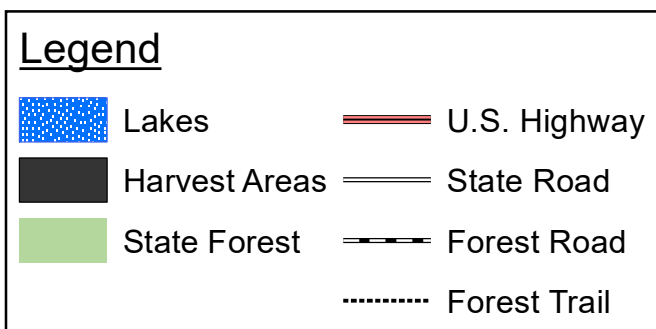 Legend
Lakes
Harvest Areas
State Forest
U.S. Highway
State Road
Forest Road
Forest Trail